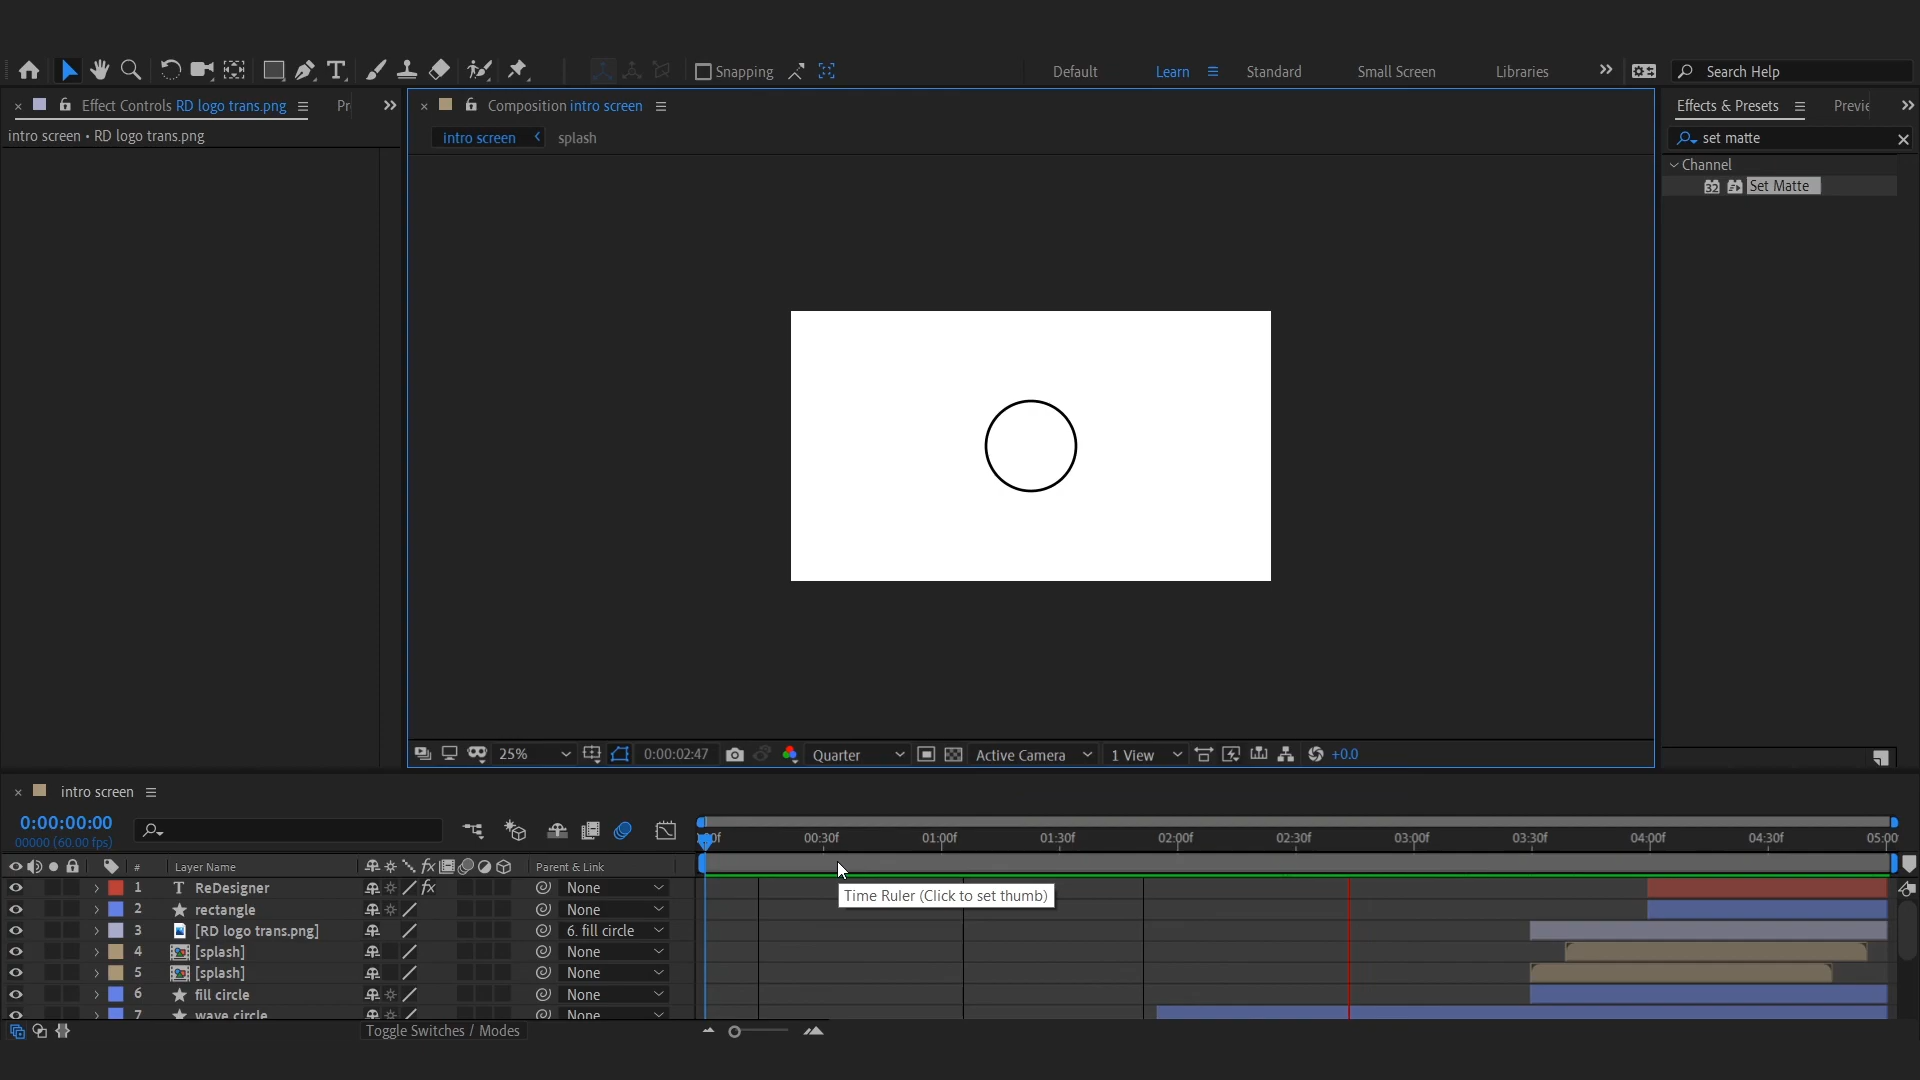 Snapping
Default
Learn
Standard
Small Screen
Libraries
Search Help
Effect Controls RD logo trans.png
Pr
Composition intro screen
Effects & Presets
Previe
intro screen • RD logo trans.png
intro screen
splash
set matte
Channel
32
Set Matte
25%
0:00:02:47
Quarter
Active Camera
1 View
+0.0
intro screen
0:00:00:00
00000 (60.00 fps)
00:30f
01:00f
01:30f
02:00f
02:30f
03:00f
03:30f
04:00f
04:30f
05:00
#
Layer Name
fx
Parent & Link
1 T ReDesigner fx None
2 rectangle None
3 [RD logo trans.png] 6. fill circle
4 [splash] None
5 [splash] None
6 fill circle None
7 wave circle None
Time Ruler (Click to set thumb)
Toggle Switches / Modes